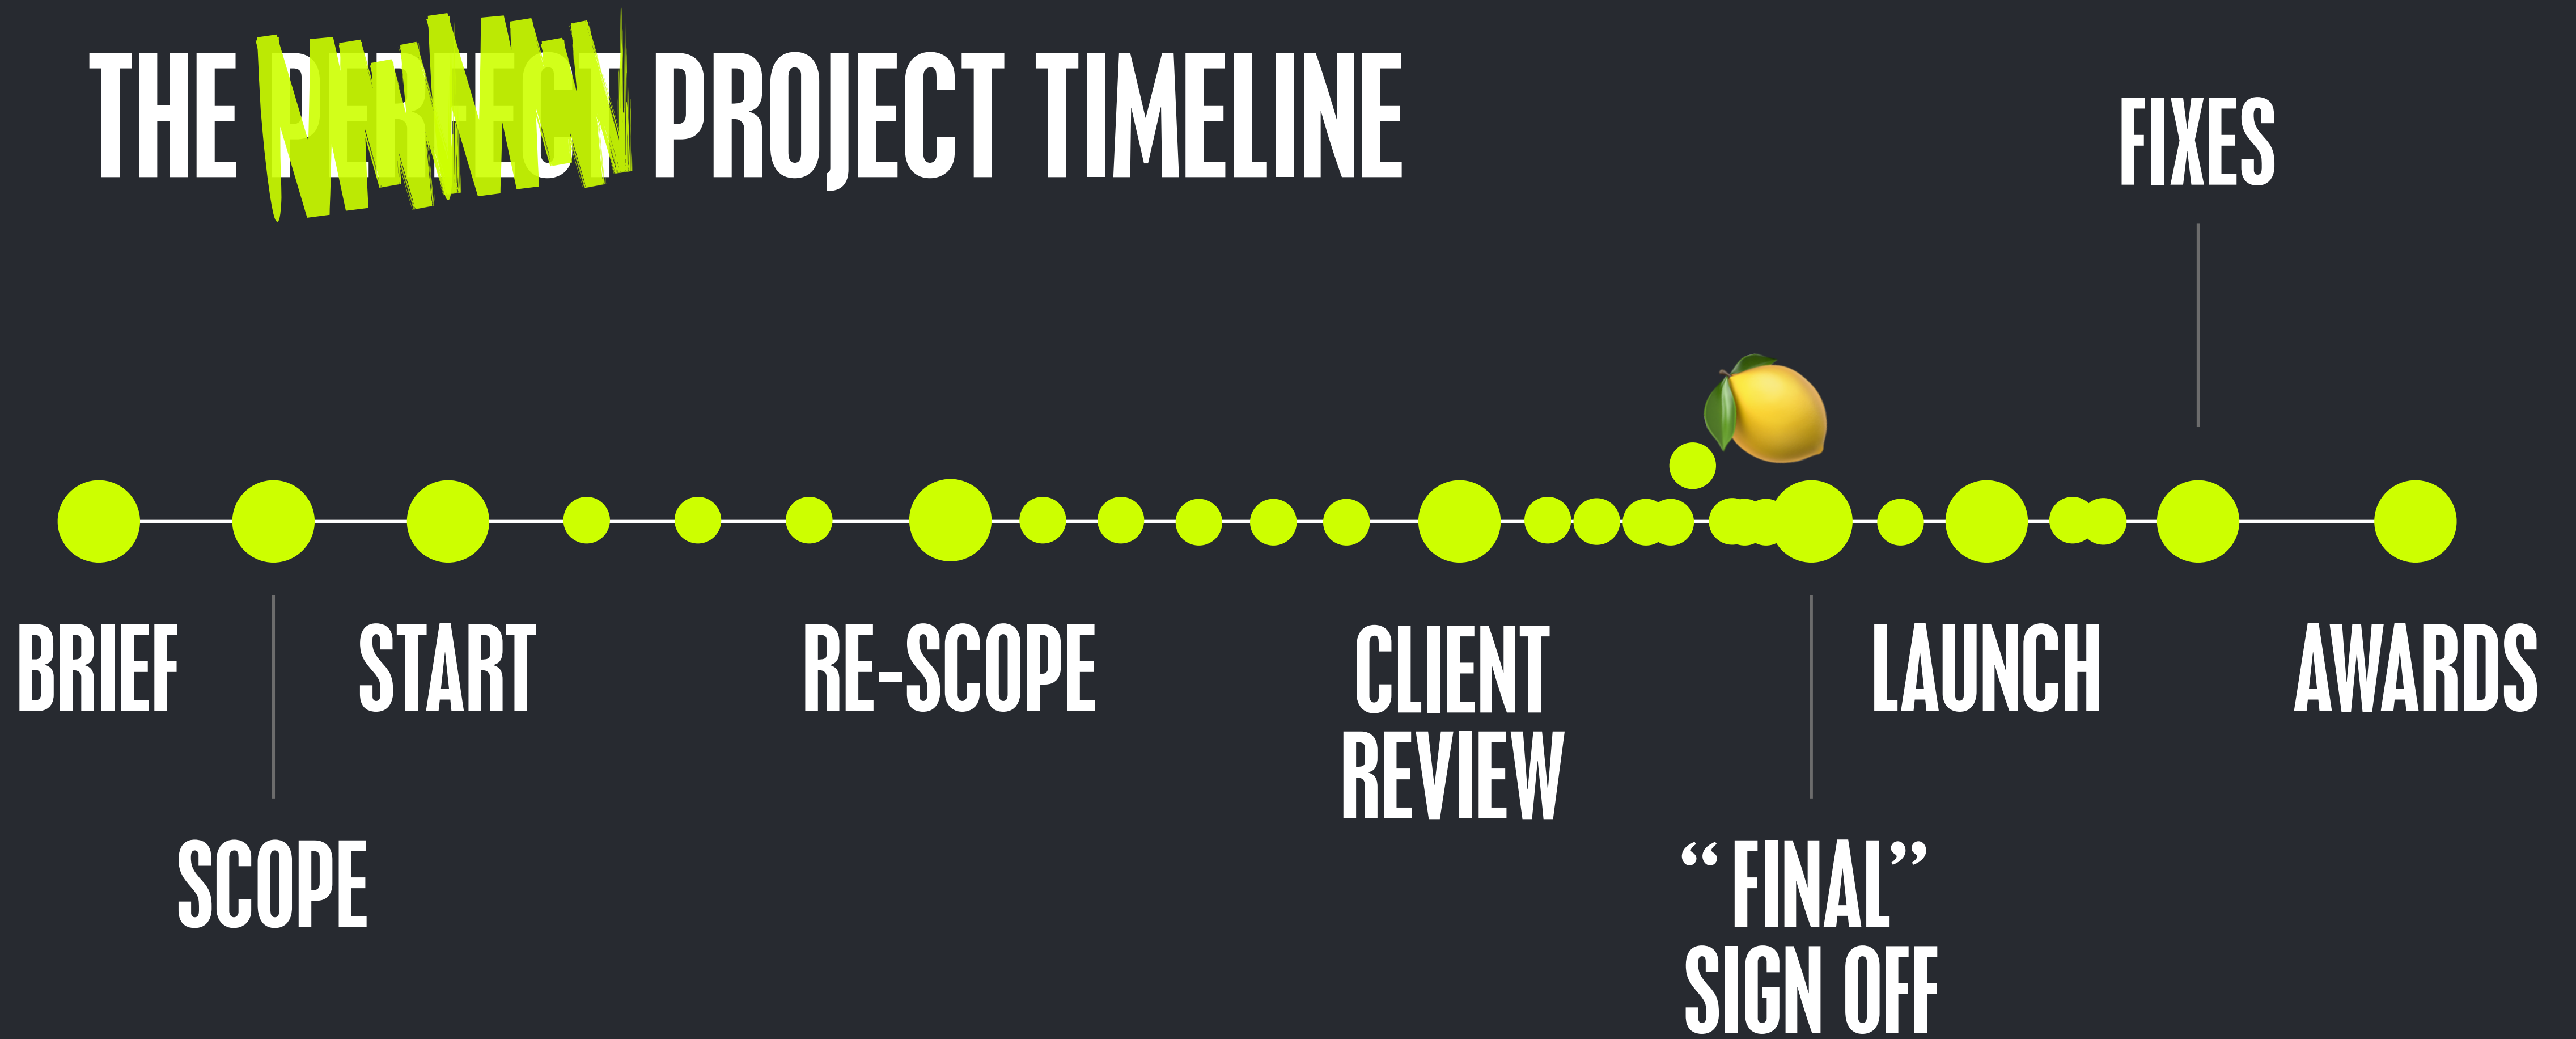 THE PERFECT PROJECT TIMELINE
FIXES
BRIEF
START
RE-SCOPE
CLIENT
REVIEW
LAUNCH
AWARDS
SCOPE
“FINAL”
SIGN OFF